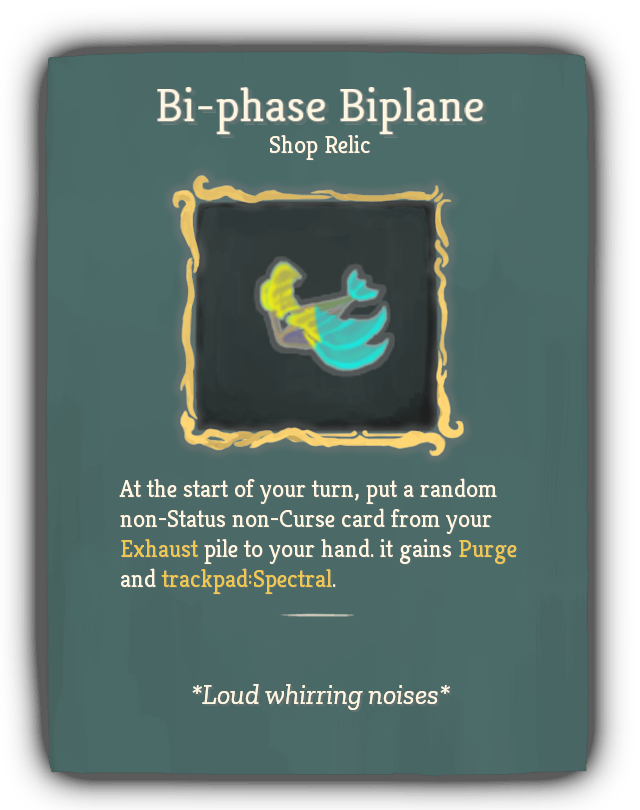 Bi-phase Biplane
Shop Relic
At the start of your turn, put a random
non-Status non-Curse card from your
Exhaust pile to your hand. it gains Purge
and trackpad:Spectral.
*Loud whirring noises*